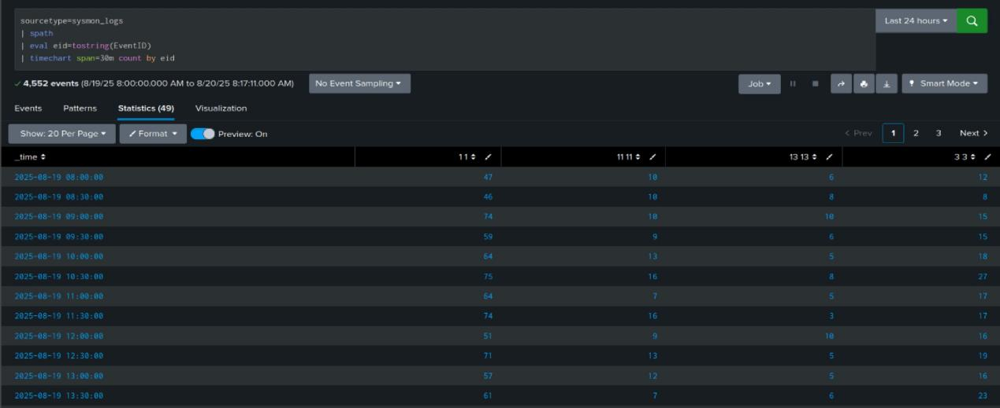 sourcetype=sysmon_logs
| spath
| eval eid=tostring(EventID)
| timechart span=30m count by eid
Last 24 hours
4,552 events (8/19/25 8:00:00.000 AM to 8/20/25 8:17:11.000 AM) No Event Sampling Job Smart Mode
Events Patterns Statistics (49) Visualization
Show: 20 Per Page Format Preview: On < Prev 1 2 3 Next >
_time 1 1 11 11 13 13 3 3
2025-08-19 08:00:00 47 10 6 12
2025-08-19 08:30:00 46 10 8 8
2025-08-19 09:00:00 74 10 10 15
2025-08-19 09:30:00 59 9 6 15
2025-08-19 10:00:00 64 13 5 18
2025-08-19 10:30:00 75 16 8 27
2025-08-19 11:00:00 64 7 5 17
2025-08-19 11:30:00 74 16 3 17
2025-08-19 12:00:00 51 9 10 16
2025-08-19 12:30:00 71 13 5 19
2025-08-19 13:00:00 57 12 5 16
2025-08-19 13:30:00 61 7 6 23